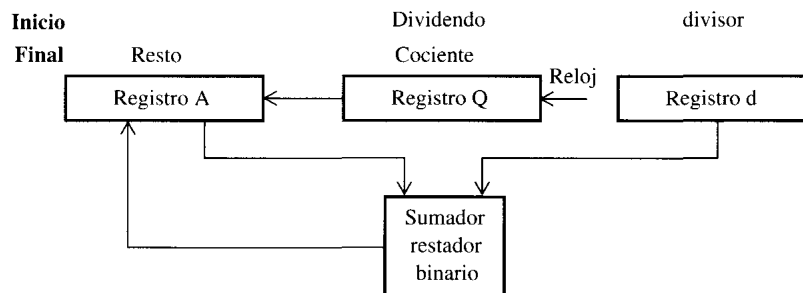 Inicio Dividendo divisor
Final Resto Cociente
Reloj
Registro A Registro Q Registro d
Sumador
restador
binario